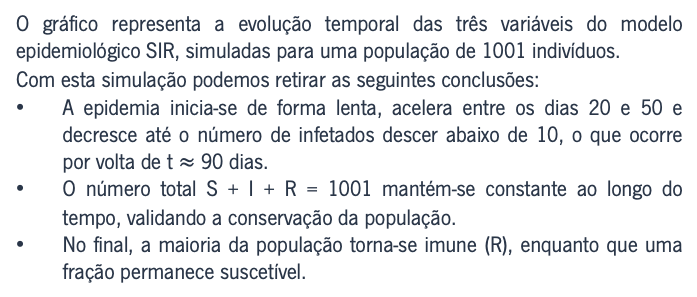 O gráfico representa a evolução temporal das três variáveis do modelo
epidemiológico SIR, simuladas para uma população de 1001 indivíduos.
Com esta simulação podemos retirar as seguintes conclusões:
• A epidemia inicia-se de forma lenta, acelera entre os dias 20 e 50 e
decresce até o número de infetados descer abaixo de 10, o que ocorre
por volta de t ≈ 90 dias.
• O número total S + I + R = 1001 mantém-se constante ao longo do
tempo, validando a conservação da população.
• No final, a maioria da população torna-se imune (R), enquanto que uma
fração permanece suscetível.